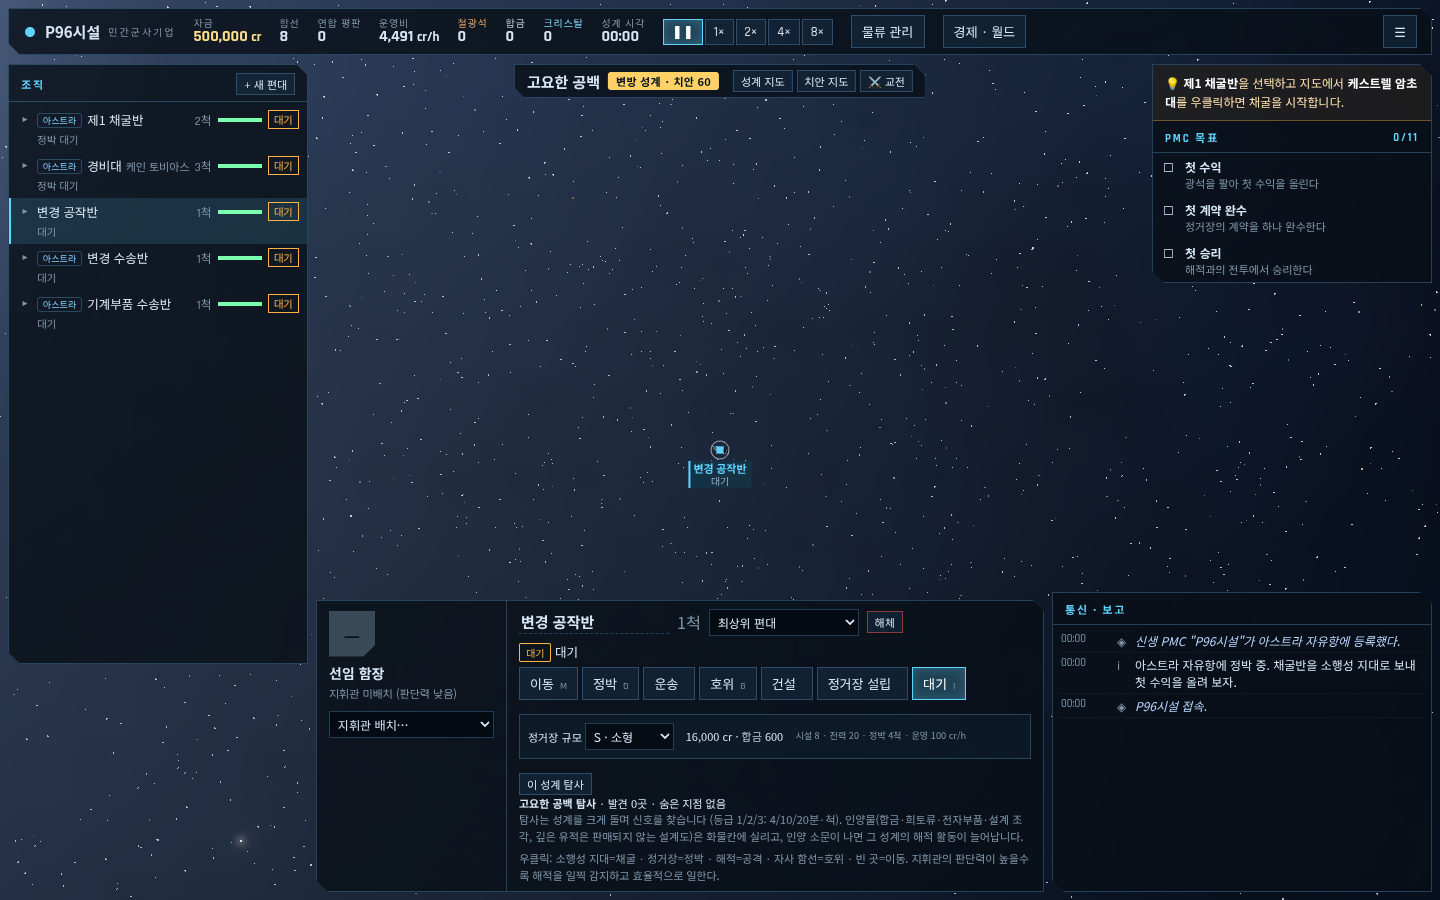 P96시설 민간군사기업
자금 500,000 cr
함선 8
연합 평판 0
운영비 4,491 cr/h
철광석 0
합금 0
크리스탈 0
성계 시각 00:00
❚❚ 1× 2× 4× 8×
물류 관리
경제 · 월드
☰
조직
+ 새 편대
▸ 아스트라 제1 채굴반 2척 대기
정박 대기
▸ 아스트라 경비대 케인 토비아스 3척 대기
정박 대기
▸ 변경 공작반 1척 대기
대기
▸ 아스트라 변경 수송반 1척 대기
대기
▸ 아스트라 기계부품 수송반 1척 대기
대기
고요한 공백 변방 성계 · 치안 60 성계 지도 치안 지도 ⚔️ 교전
💡 제1 채굴반을 선택하고 지도에서 케스트렐 암초
대를 우클릭하면 채굴을 시작합니다.
PMC 목표 0/11
☐ 첫 수익
광석을 팔아 첫 수익을 올린다
☐ 첫 계약 완수
정거장의 계약을 하나 완수한다
☐ 첫 승리
해적과의 전투에서 승리한다
변경 공작반
대기
—
선임 함장
지휘관 미배치 (판단력 낮음)
지휘관 배치…
변경 공작반 1척 최상위 편대 해체
대기 대기
이동 M 정박 D 운송 호위 G 건설 정거장 설립 대기 I
정거장 규모 S · 소형 16,000 cr · 합금 600 시설 8 · 전력 20 · 정박 4척 · 운영 100 cr/h
이 성계 탐사
고요한 공백 탐사 · 발견 0곳 · 숨은 지점 없음
탐사는 성계를 크게 돌며 신호를 찾습니다 (등급 1/2/3: 4/10/20분·척). 인양물(합금·희토류·전자부품·설계 조
각, 깊은 유적은 판매되지 않는 설계도)은 화물칸에 실리고, 인양 소문이 나면 그 성계의 해적 활동이 늘어납니다.
우클릭: 소행성 지대=채굴 · 정거장=정박 · 해적=공격 · 자사 함선=호위 · 빈 곳=이동. 지휘관의 판단력이 높을수
록 해적을 일찍 감지하고 효율적으로 일한다.
통신 · 보고
00:00 ◈ 신생 PMC "P96시설"가 아스트라 자유항에 등록했다.
00:00 i 아스트라 자유항에 정박 중. 채굴반을 소행성 지대로 보내
첫 수익을 올려 보자.
00:00 ◈ P96시설 접속.